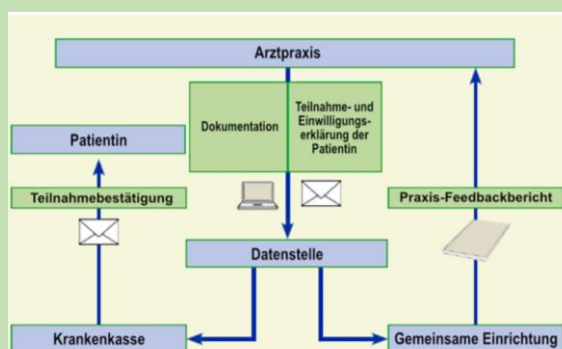 Arztpraxis
Dokumentation
Teilnahme- und
Einwilligungs-
erklärung der
Patientin
Patientin
Teilnahmebestätigung
Praxis-Feedbackbericht
Datenstelle
Krankenkasse
Gemeinsame Einrichtung